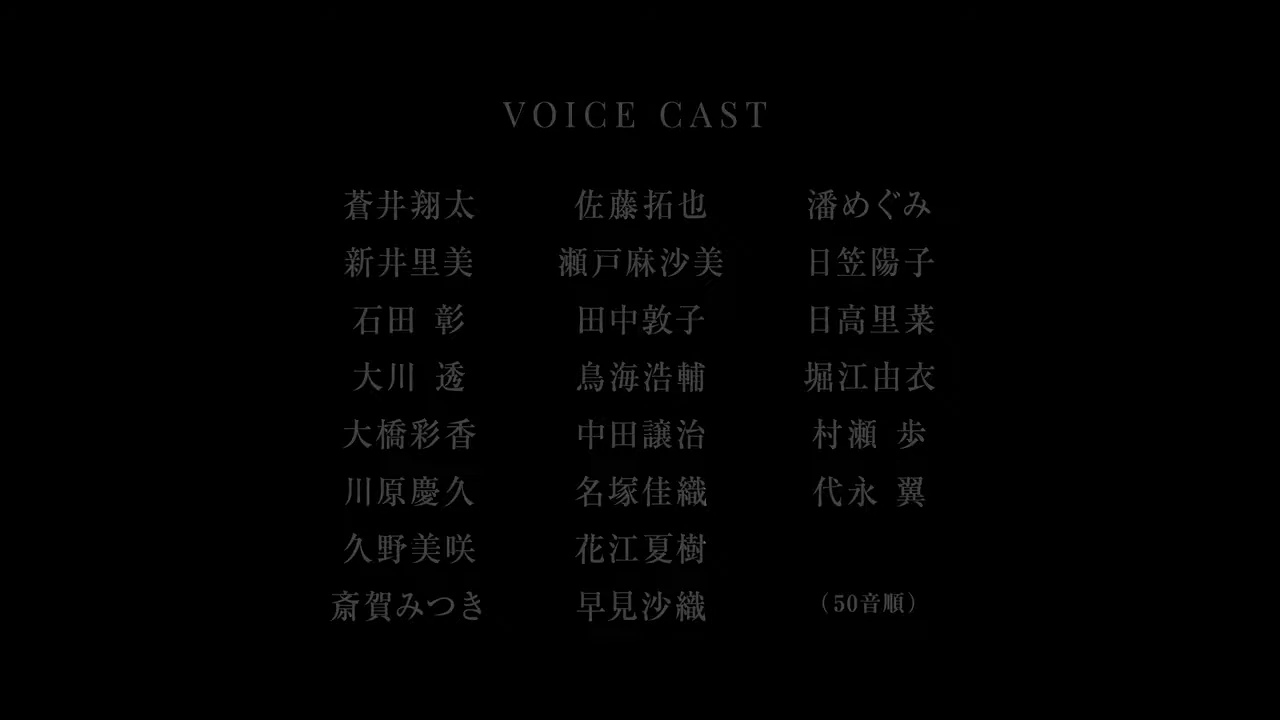 VOICE CAST
蒼井翔太
新井里美
石田 彰
大川 透
大橋彩香
川原慶久
久野美咲
斎賀みつき
佐藤拓也
瀬戸麻沙美
田中敦子
鳥海浩輔
中田譲治
名塚佳織
花江夏樹
早見沙織
潘めぐみ
日笠陽子
日高里菜
堀江由衣
村瀬 歩
代永 翼
（50音順）